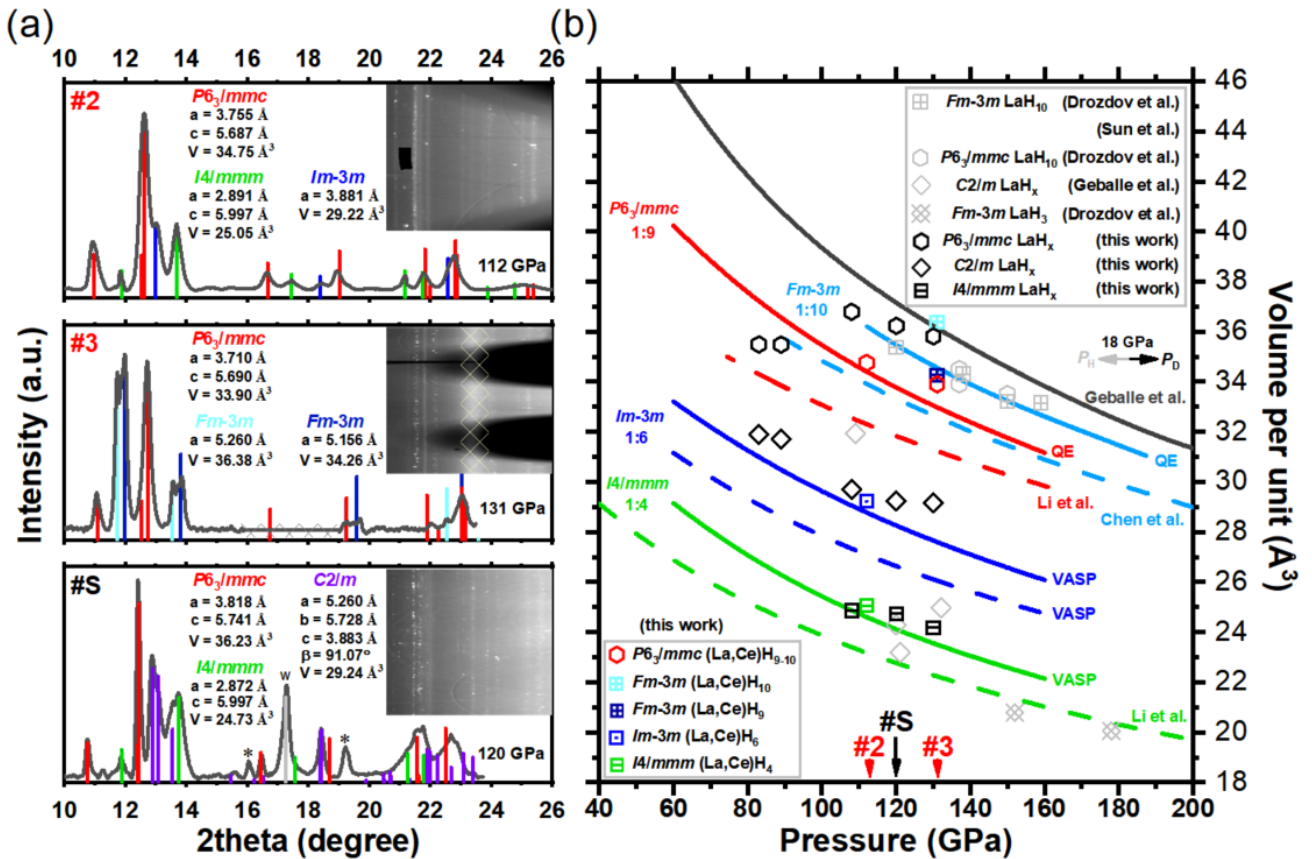 (a)
10 12 14 16 18 20 22 24 26
#2
P6₃/mmc
a = 3.755 Å
c = 5.687 Å
V = 34.75 Å³
I4/mmm
a = 2.891 Å
c = 5.997 Å
V = 25.05 Å³
Im-3m
a = 3.881 Å
V = 29.22 Å³
112 GPa
#3
P6₃/mmc
a = 3.710 Å
c = 5.690 Å
V = 33.90 Å³
Fm-3m
a = 5.260 Å
V = 36.38 Å³
Fm-3m
a = 5.156 Å
V = 34.26 Å³
131 GPa
#S
P6₃/mmc
a = 3.818 Å
c = 5.741 Å
V = 36.23 Å³
I4/mmm
a = 2.872 Å
c = 5.997 Å
V = 24.73 Å³
C2/m
a = 5.260 Å
b = 5.728 Å
c = 3.883 Å
β = 91.07º
V = 29.24 Å³
w
*
*
120 GPa
10 12 14 16 18 20 22 24 26
2theta (degree)
Intensity (a.u.)
(b)
Fm-3m LaH₁₀ (Drozdov et al.)
(Sun et al.)
P6₃/mmc LaH₁₀ (Drozdov et al.)
C2/m LaHₓ (Geballe et al.)
Fm-3m LaH₃ (Drozdov et al.)
P6₃/mmc LaHₓ (this work)
C2/m LaHₓ (this work)
I4/mmm LaHₓ (this work)
P6₃/mmc
1:9
Fm-3m
1:10
18 GPa
P_H P_D
Geballe et al.
QE
QE
Im-3m
1:6
Li et al.
Chen et al.
I4/mmm
1:4
VASP
VASP
VASP
Li et al.
(this work)
P6₃/mmc (La,Ce)H₉₋₁₀
Fm-3m (La,Ce)H₁₀
Fm-3m (La,Ce)H₉
Im-3m (La,Ce)H₆
I4/mmm (La,Ce)H₄
#S
#2
#3
46
44
42
40
38
36
34
32
30
28
26
24
22
20
18
Volume per unit (Å³)
40 60 80 100 120 140 160 180 200
Pressure (GPa)